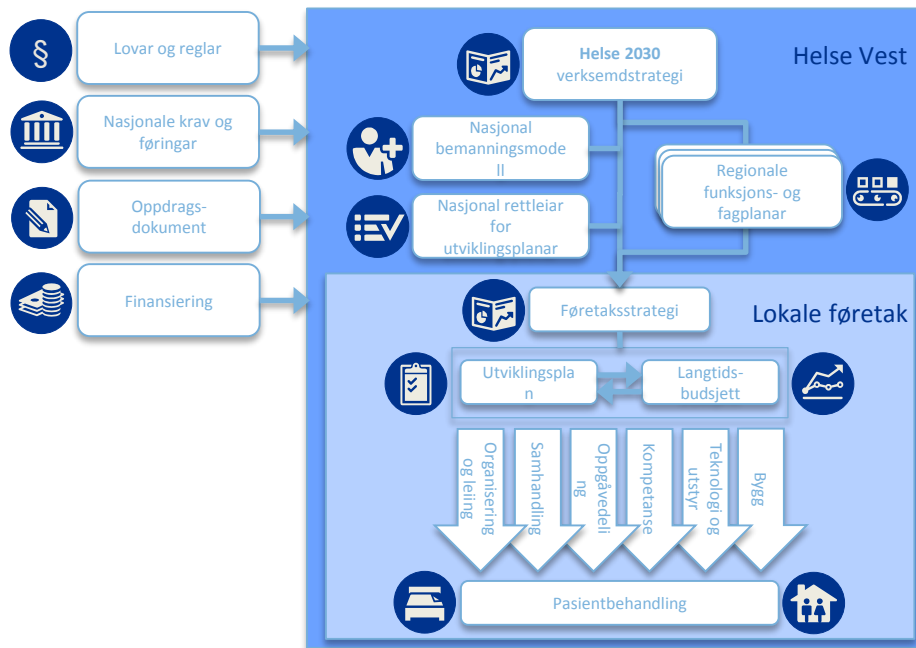 §
Lovar og reglar
Nasjonale krav og
føringar
Oppdrags-
dokument
Finansiering
Helse Vest
Helse 2030
verksemdstrategi
Nasjonal
bemanningsmode
ll
Regionale
funksjons- og
fagplanar
Nasjonal rettleiar
for
utviklingsplanar
Lokale føretak
Føretaksstrategi
Utviklingspla
n
Langtids-
budsjett
Organisering
og leiing
Samhandling
Oppgåvedeli
ng
Kompetanse
Teknologi og
utstyr
Bygg
Pasientbehandling